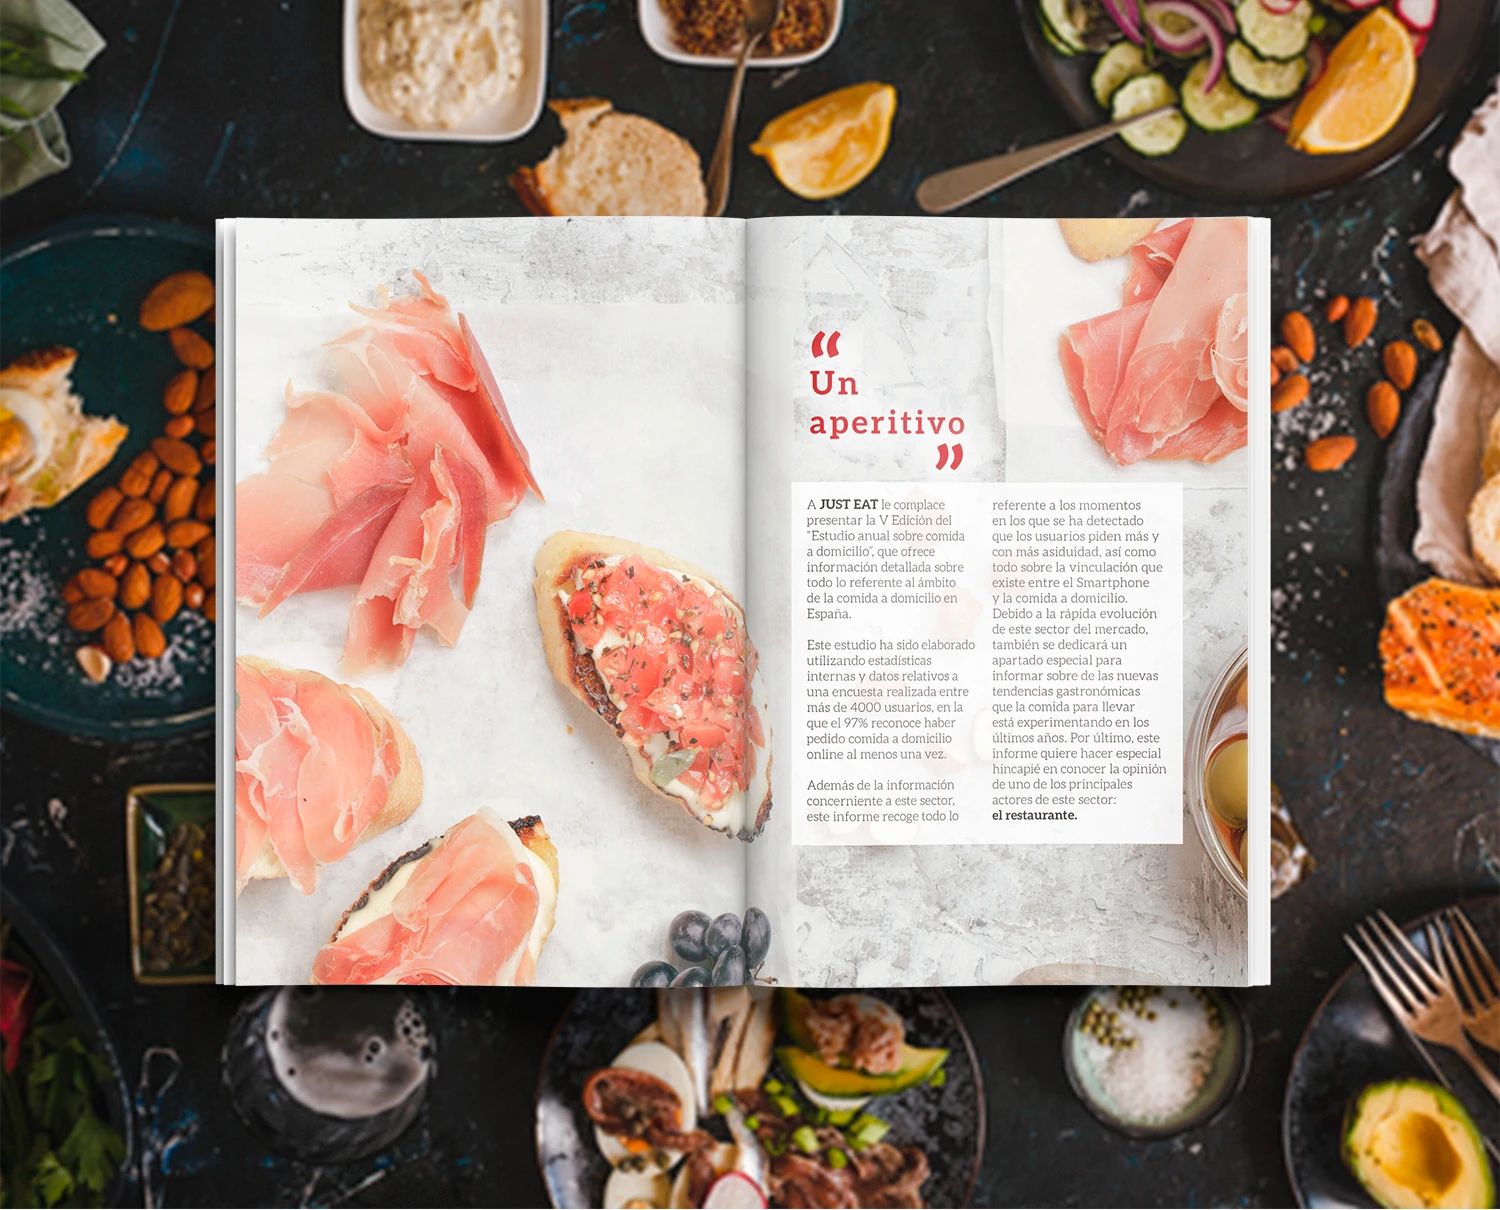 “
Un
aperitivo
”
A JUST EAT le complace
presentar la V Edición del
“Estudio anual sobre comida
a domicilio”, que ofrece
información detallada sobre
todo lo referente al ámbito
de la comida a domicilio en
España.
Este estudio ha sido elaborado
utilizando estadísticas
internas y datos relativos a
una encuesta realizada entre
más de 4000 usuarios, en la
que el 97% reconoce haber
pedido comida a domicilio
online al menos una vez.
Además de la información
concerniente a este sector,
este informe recoge todo lo
referente a los momentos
en los que se ha detectado
que los usuarios piden más y
con más asiduidad, así como
todo sobre la vinculación que
existe entre el Smartphone
y la comida a domicilio.
Debido a la rápida evolución
de este sector del mercado,
también se dedicará un
apartado especial para
informar sobre de las nuevas
tendencias gastronómicas
que la comida para llevar
está experimentando en los
últimos años. Por último, este
informe quiere hacer especial
hincapié en conocer la opinión
de uno de los principales
actores de este sector:
el restaurante.